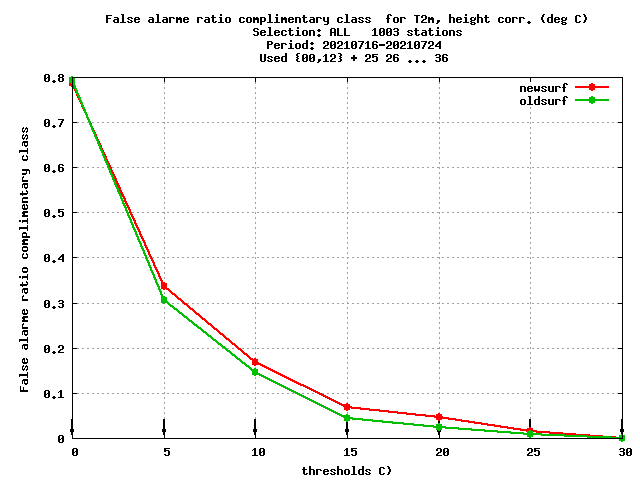 False alarme ratio complimentary class  for T2m, height corr. (deg C)
Selection: ALL   1003 stations
Period: 20210716-20210724
Used {00,12} + 25 26 ... 36
newsurf
oldsurf
0.8
0.7
0.6
0.5
0.4
0.3
0.2
0.1
0
False alarme ratio complimentary class
0 5 10 15 20 25 30
thresholds C)